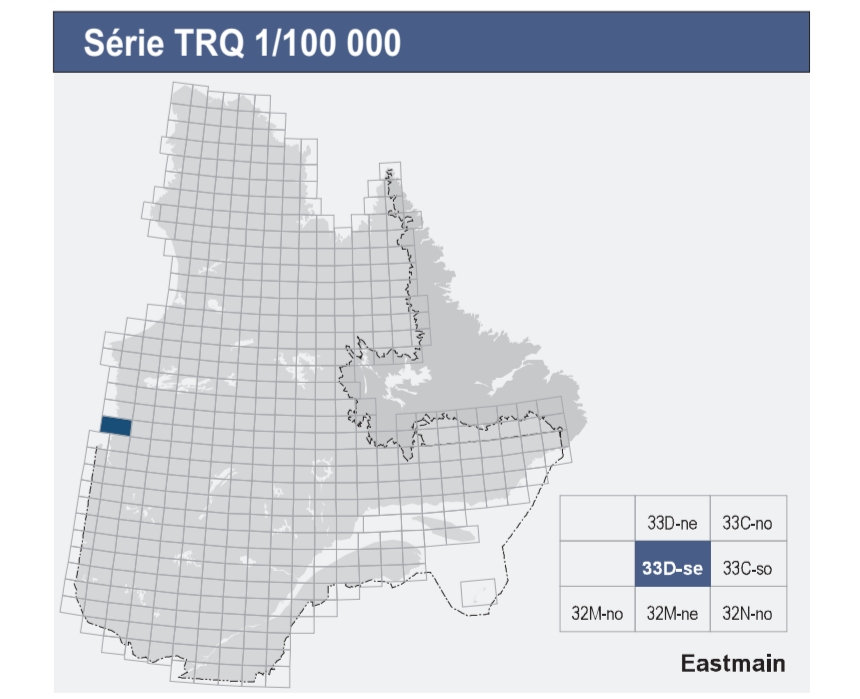 Série TRQ 1/100 000
33D-ne 33C-no
33D-se 33C-so
32M-no 32M-ne 32N-no
Eastmain